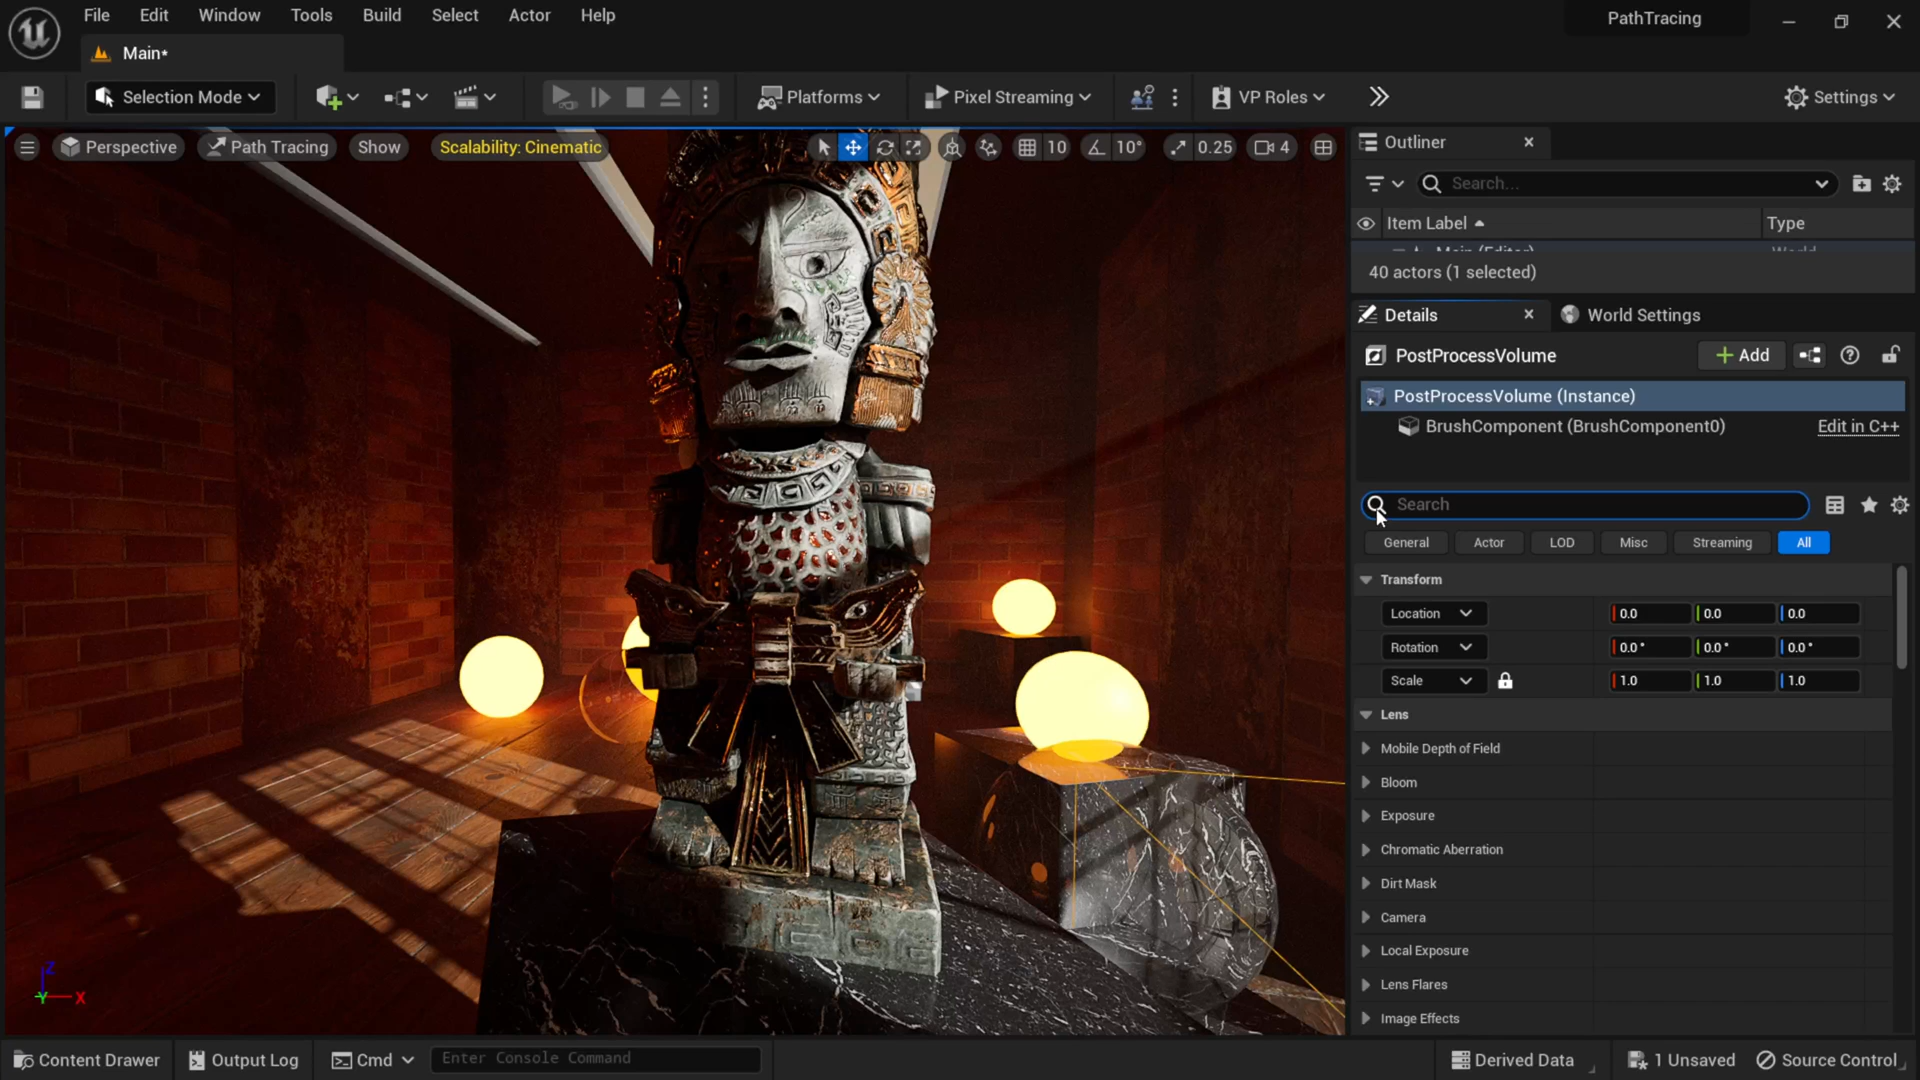 File Edit Window Tools Build Select Actor Help
PathTracing
Main*
Selection Mode
Platforms
Pixel Streaming
VP Roles
Settings
Perspective
Path Tracing
Show
Scalability: Cinematic
10
10°
0.25
4
Outliner
Search...
Item Label
Type
Main (Editor)
World
40 actors (1 selected)
Details
World Settings
PostProcessVolume
+ Add
PostProcessVolume (Instance)
BrushComponent (BrushComponent0)
Edit in C++
Search
General Actor LOD Misc Streaming All
Transform
Location 0.0 0.0 0.0
Rotation 0.0° 0.0° 0.0°
Scale 1.0 1.0 1.0
Lens
Mobile Depth of Field
Bloom
Exposure
Chromatic Aberration
Dirt Mask
Camera
Local Exposure
Lens Flares
Image Effects
Z
Y X
Content Drawer
Output Log
Cmd
Enter Console Command
Derived Data
1 Unsaved
Source Control